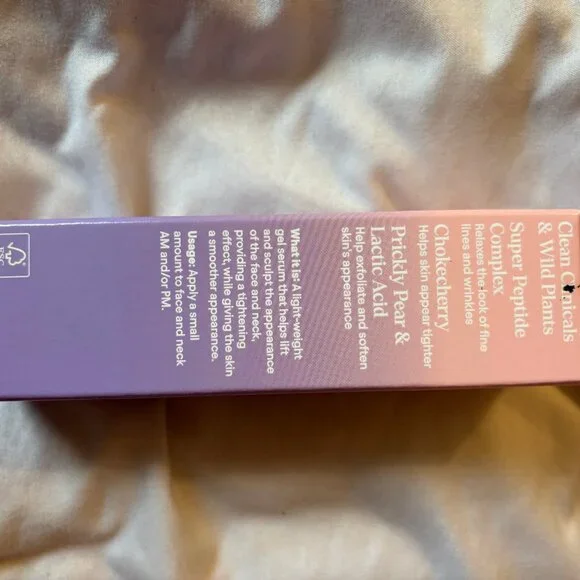 Clean Clinicals
& Wild Plants
Super Peptide
Complex
Relaxes the look of fine
lines and wrinkles
Chokecherry
Helps skin appear tighter
Prickly Pear &
Lactic Acid
Help exfoliate and soften
skin's appearance
What It Is: A light-weight
gel serum that helps lift
and sculpt the appearance
of the face and neck,
providing a tightening
effect, while giving the skin
a smoother appearance.
Usage: Apply a small
amount to face and neck
AM and/or PM.
FSC